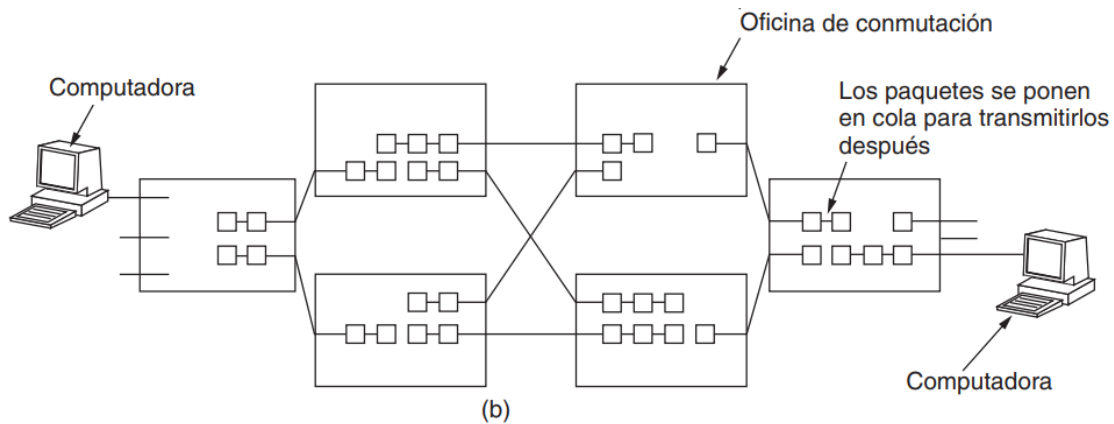 Oficina de conmutación
Computadora
Los paquetes se ponen
en cola para transmitirlos
después
Computadora
(b)